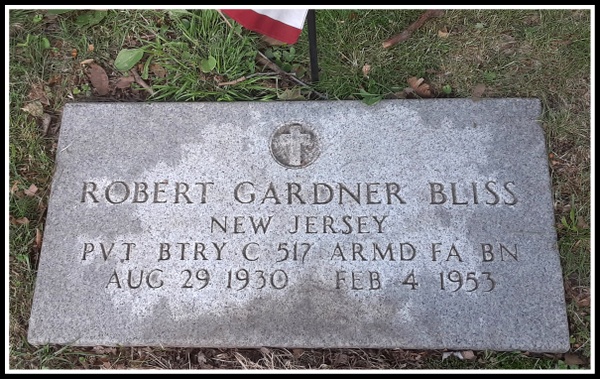 ROBERT GARDNER BLISS
NEW JERSEY
PVT BTRY C 517 ARMD FA BN
AUG 29 1930 FEB 4 1953